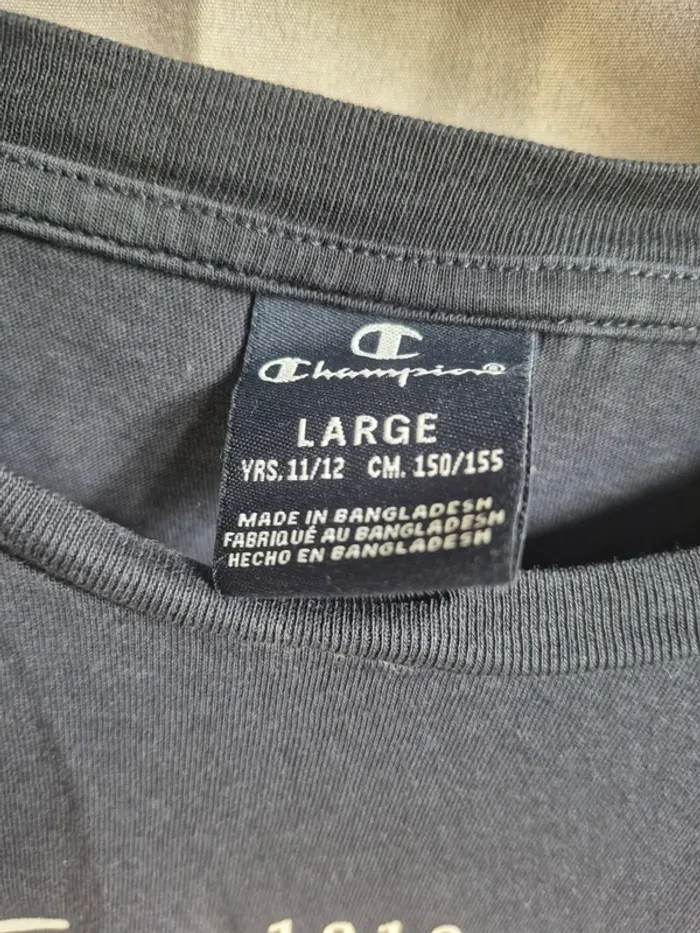 Champion®
LARGE
YRS. 11/12 CM. 150/155
MADE IN BANGLADESH
FABRIQUÉ AU BANGLADESH
HECHO EN BANGLADESH